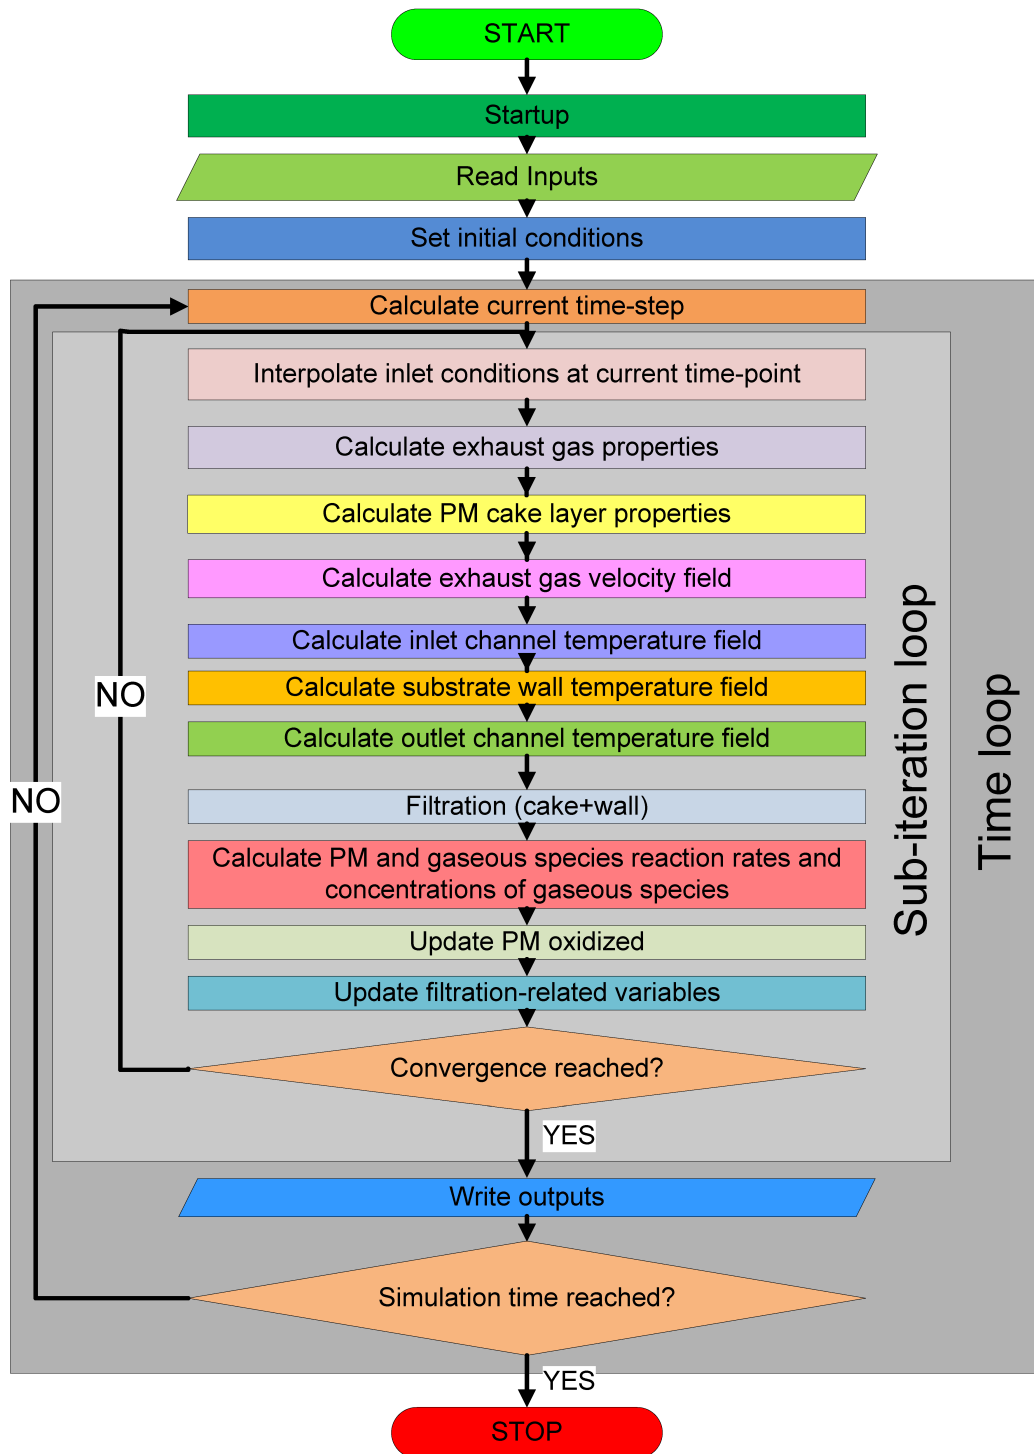 START
Startup
Read Inputs
Set initial conditions
Calculate current time-step
Interpolate inlet conditions at current time-point
Calculate exhaust gas properties
Calculate PM cake layer properties
Calculate exhaust gas velocity field
Calculate inlet channel temperature field
Calculate substrate wall temperature field
Calculate outlet channel temperature field
Filtration (cake+wall)
Calculate PM and gaseous species reaction rates and
concentrations of gaseous species
Update PM oxidized
Update filtration-related variables
Convergence reached?
NO
YES
Sub-iteration loop
Write outputs
Simulation time reached?
NO
YES
Time loop
STOP